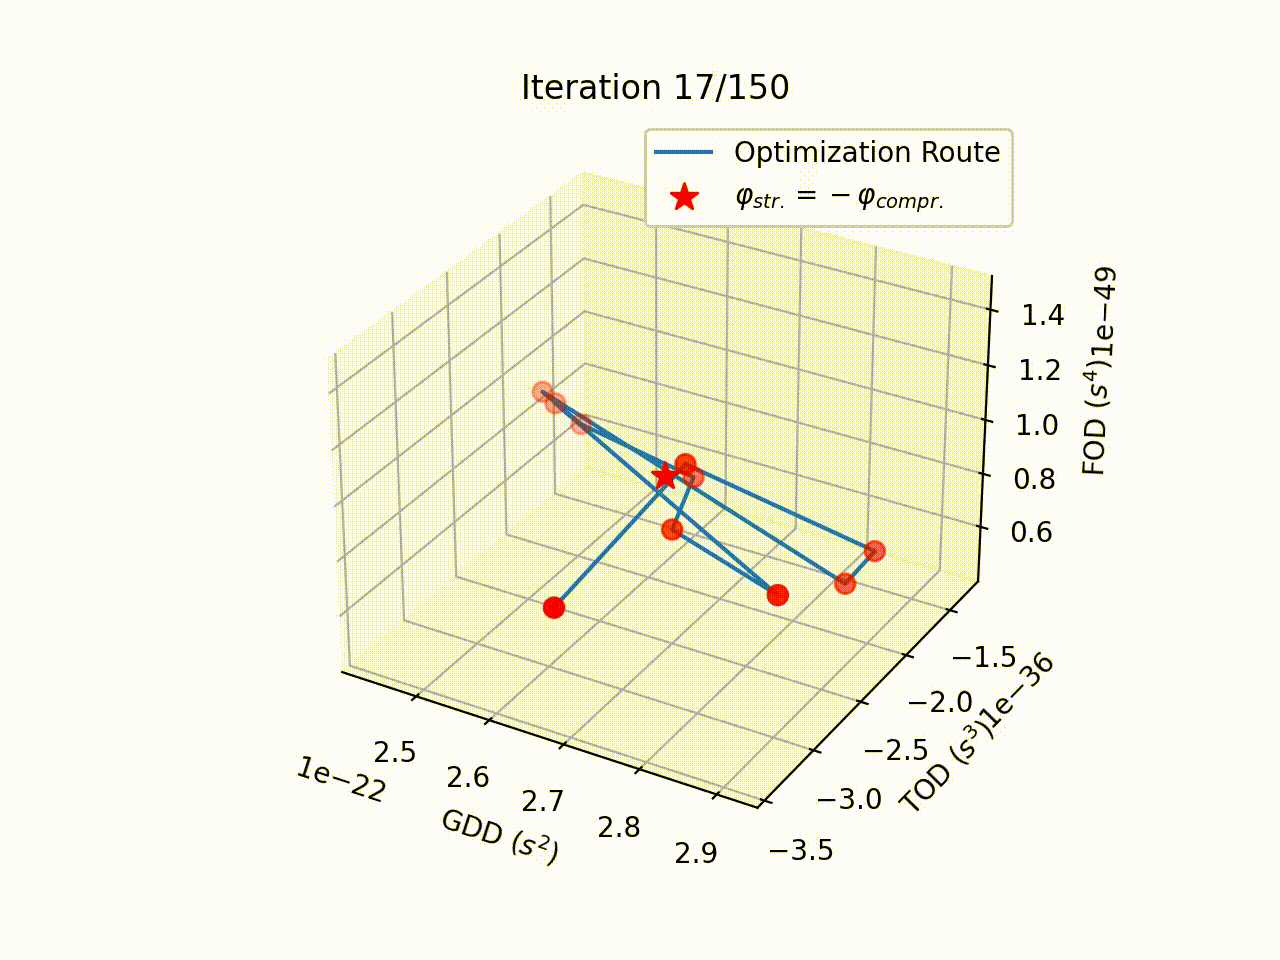 Iteration 17/150
Optimization Route
φstr. = − φcompr.
1.4
1.2
1.0
0.8
0.6
FOD (s⁴)1e−49
−1.5
−2.0
−2.5
−3.0
−3.5
TOD (s³)1e−36
2.5
2.6
2.7
2.8
2.9
1e−22
GDD (s²)